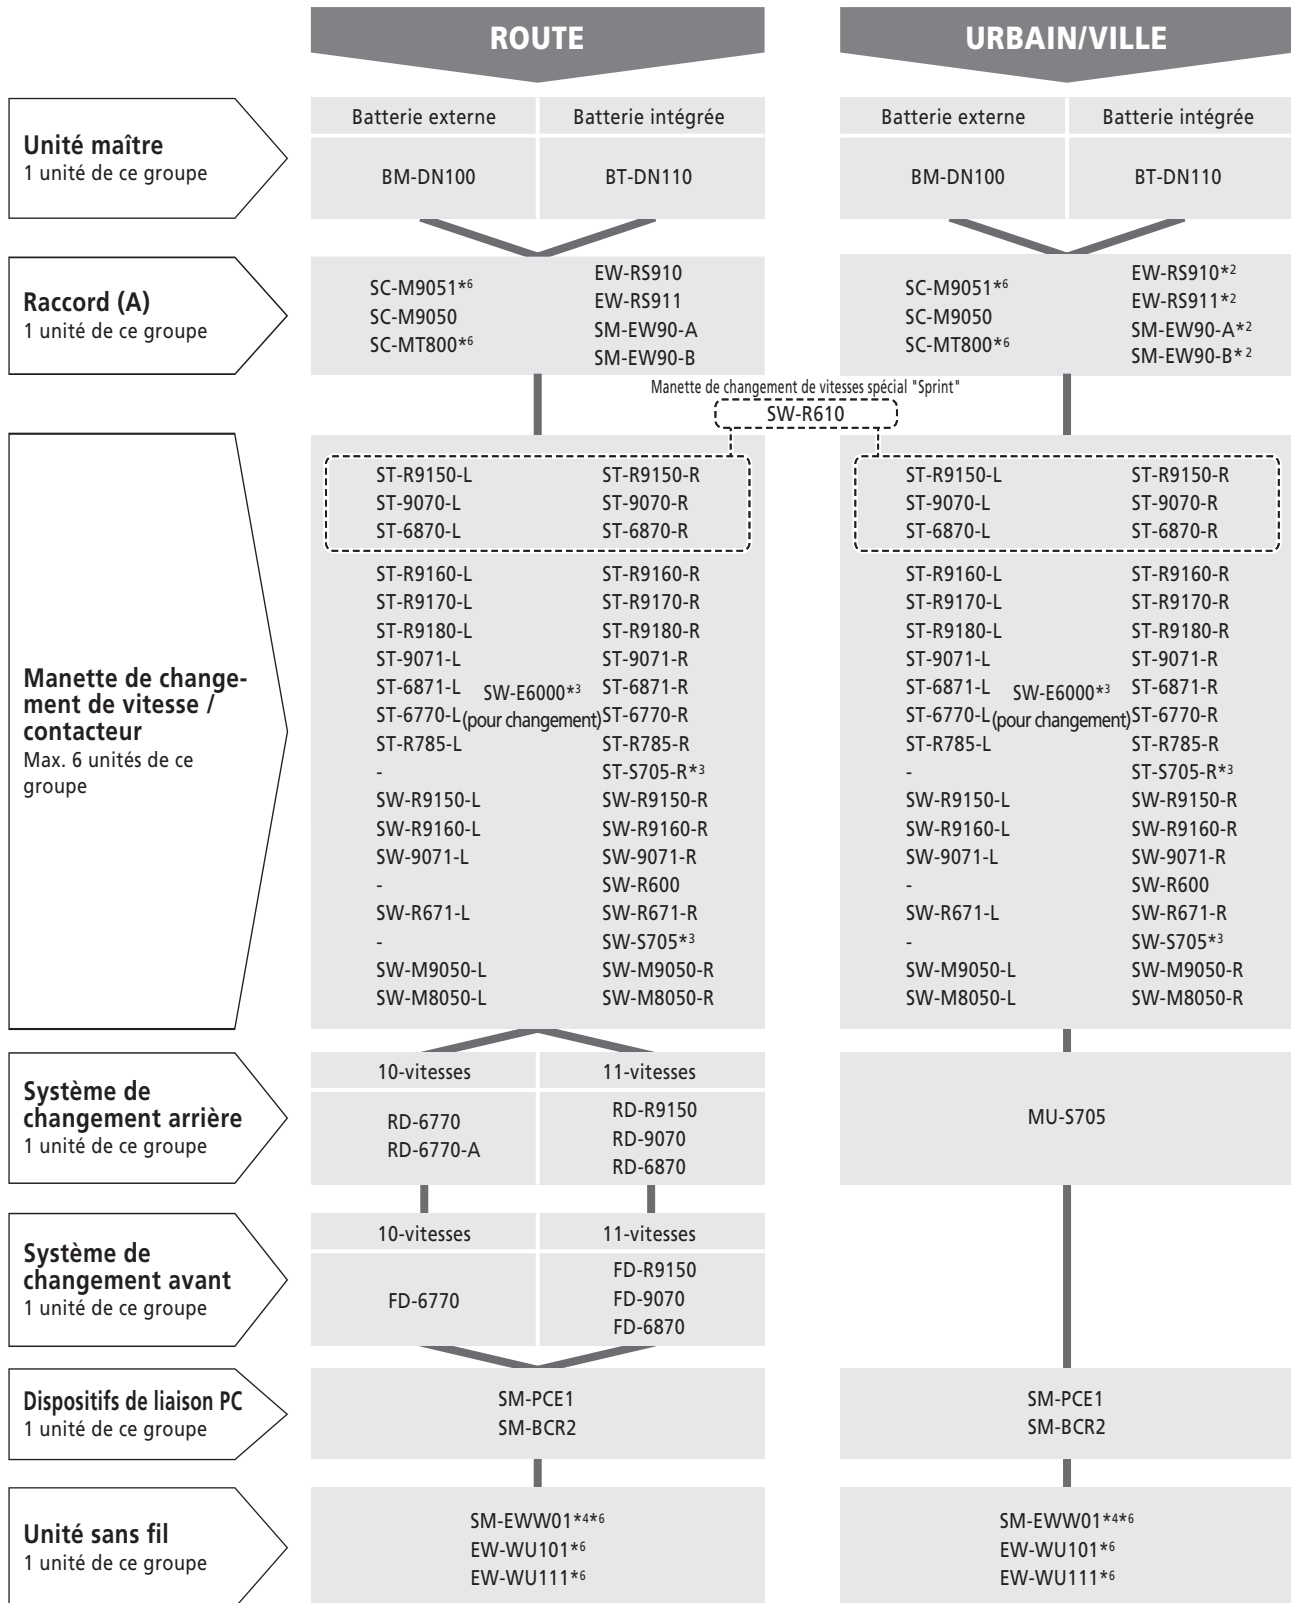 ROUTE
URBAIN/VILLE
Unité maître
1 unité de ce groupe
Batterie externe
Batterie intégrée
BM-DN100
BT-DN110
Batterie externe
Batterie intégrée
BM-DN100
BT-DN110
Raccord (A)
1 unité de ce groupe
SC-M9051*6
SC-M9050
SC-MT800*6
EW-RS910
EW-RS911
SM-EW90-A
SM-EW90-B
SC-M9051*6
SC-M9050
SC-MT800*6
EW-RS910*2
EW-RS911*2
SM-EW90-A*2
SM-EW90-B*2
Manette de changement de vitesses spécial "Sprint"
SW-R610
Manette de change-
ment de vitesse /
contacteur
Max. 6 unités de ce
groupe
ST-R9150-L ST-R9150-R
ST-9070-L ST-9070-R
ST-6870-L ST-6870-R
ST-R9160-L ST-R9160-R
ST-R9170-L ST-R9170-R
ST-R9180-L ST-R9180-R
ST-9071-L ST-9071-R
ST-6871-L SW-E6000*3 ST-6871-R
ST-6770-L (pour changement) ST-6770-R
ST-R785-L ST-R785-R
- ST-S705-R*3
SW-R9150-L SW-R9150-R
SW-R9160-L SW-R9160-R
SW-9071-L SW-9071-R
- SW-R600
SW-R671-L SW-R671-R
- SW-S705*3
SW-M9050-L SW-M9050-R
SW-M8050-L SW-M8050-R
ST-R9150-L ST-R9150-R
ST-9070-L ST-9070-R
ST-6870-L ST-6870-R
ST-R9160-L ST-R9160-R
ST-R9170-L ST-R9170-R
ST-R9180-L ST-R9180-R
ST-9071-L ST-9071-R
ST-6871-L SW-E6000*3 ST-6871-R
ST-6770-L (pour changement) ST-6770-R
ST-R785-L ST-R785-R
- ST-S705-R*3
SW-R9150-L SW-R9150-R
SW-R9160-L SW-R9160-R
SW-9071-L SW-9071-R
- SW-R600
SW-R671-L SW-R671-R
- SW-S705*3
SW-M9050-L SW-M9050-R
SW-M8050-L SW-M8050-R
Système de
changement arrière
1 unité de ce groupe
10-vitesses
11-vitesses
RD-6770
RD-6770-A
RD-R9150
RD-9070
RD-6870
MU-S705
Système de
changement avant
1 unité de ce groupe
10-vitesses
11-vitesses
FD-6770
FD-R9150
FD-9070
FD-6870
Dispositifs de liaison PC
1 unité de ce groupe
SM-PCE1
SM-BCR2
SM-PCE1
SM-BCR2
Unité sans fil
1 unité de ce groupe
SM-EWW01*4*6
EW-WU101*6
EW-WU111*6
SM-EWW01*4*6
EW-WU101*6
EW-WU111*6